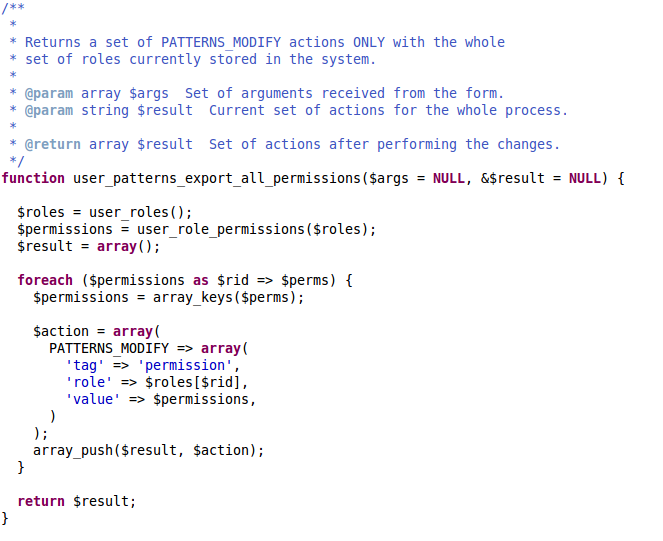 /**
 *
 * Returns a set of PATTERNS_MODIFY actions ONLY with the whole
 * set of roles currently stored in the system.
 *
 * @param array $args  Set of arguments received from the form.
 * @param string $result  Current set of actions for the whole process.
 *
 * @return array $result  Set of actions after performing the changes.
 */
function user_patterns_export_all_permissions($args = NULL, &$result = NULL) {

  $roles = user_roles();
  $permissions = user_role_permissions($roles);
  $result = array();

  foreach ($permissions as $rid => $perms) {
    $permissions = array_keys($perms);

    $action = array(
      PATTERNS_MODIFY => array(
        'tag' => 'permission',
        'role' => $roles[$rid],
        'value' => $permissions,
      )
    );
    array_push($result, $action);
  }

  return $result;
}